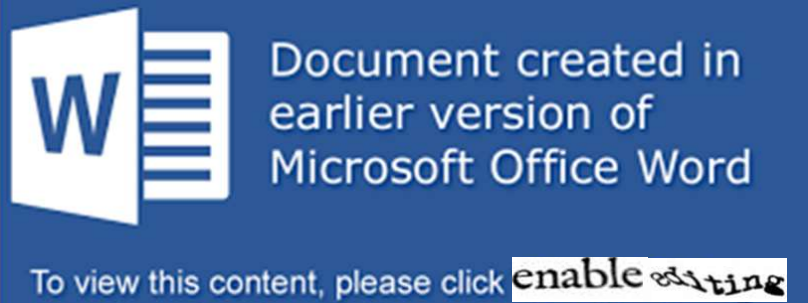 W
Document created in
earlier version of
Microsoft Office Word
To view this content, please click enable editing